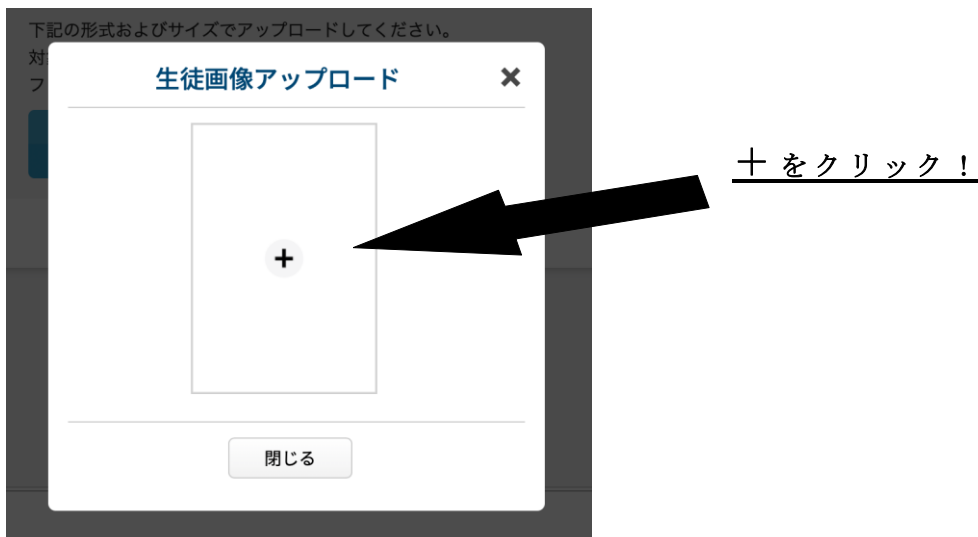 下記の形式およびサイズでアップロードしてください。
対
フ
生徒画像アップロード
＋をクリック！
閉じる